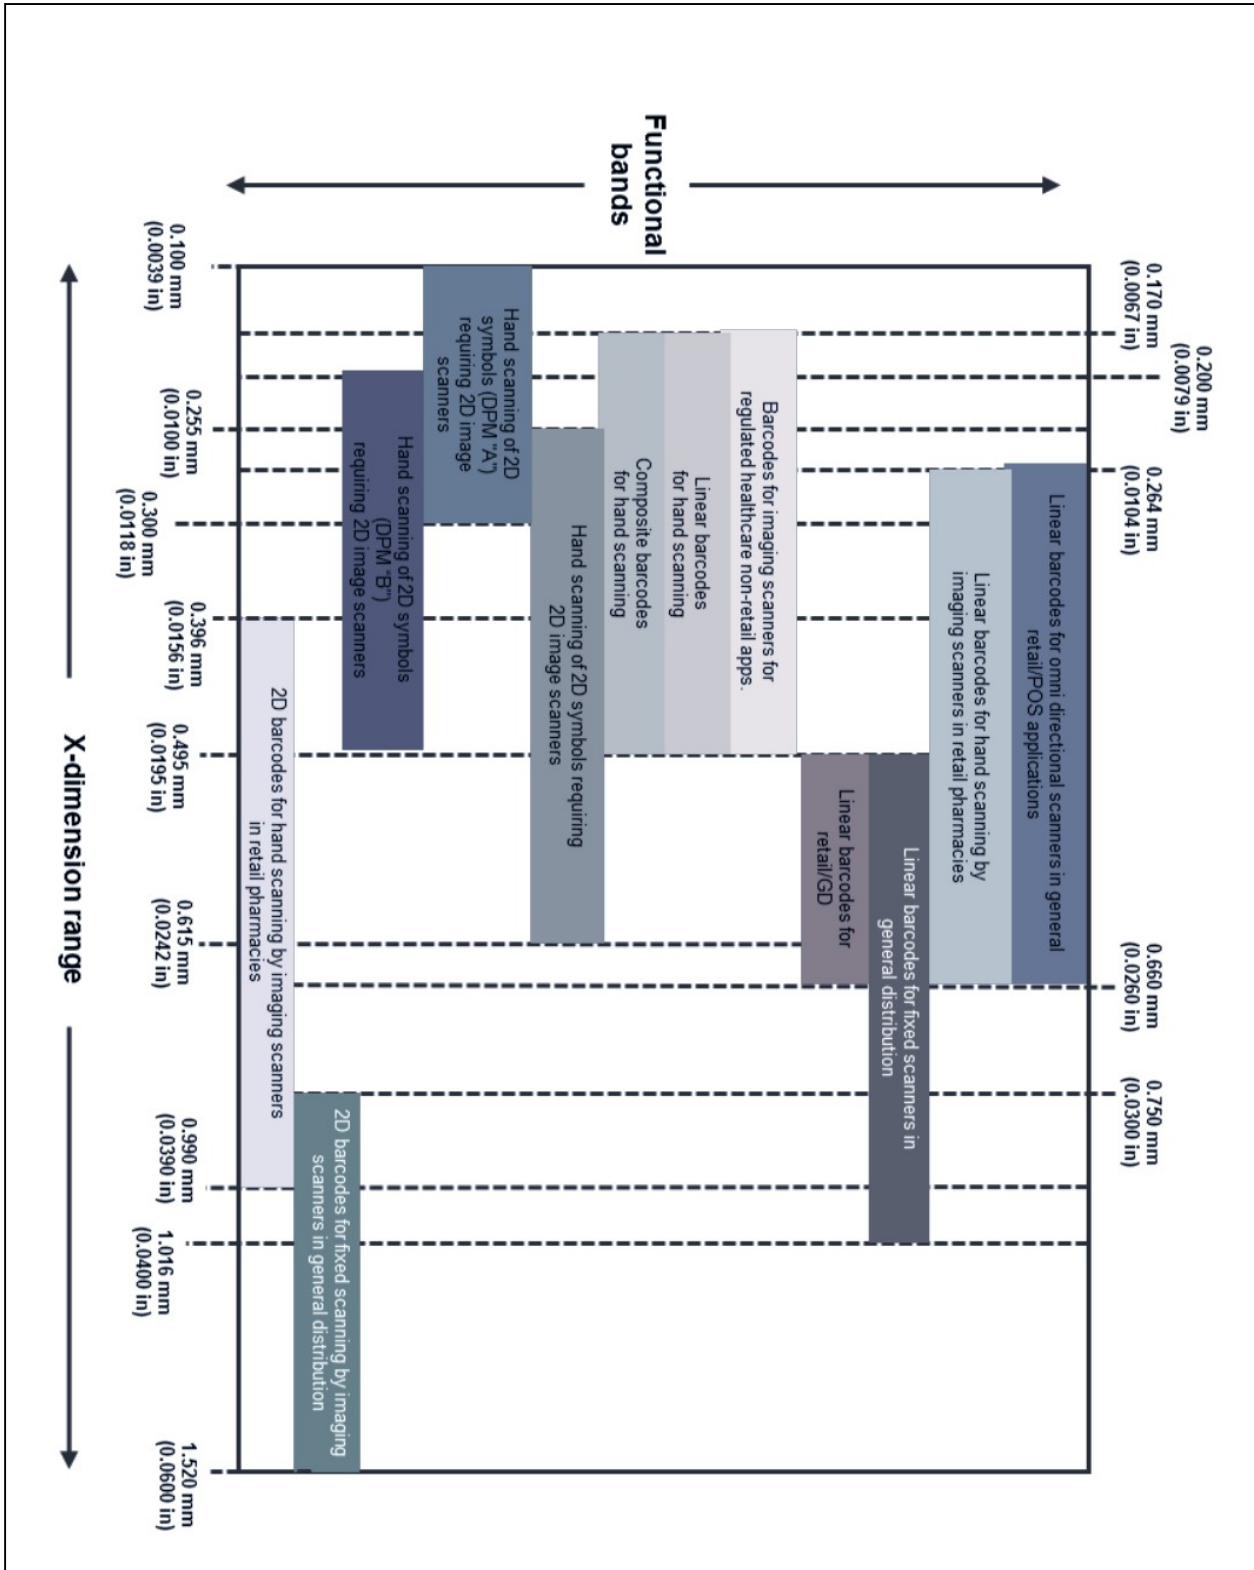 0.170 mm
(0.0067 in)
0.200 mm
(0.0079 in)
0.264 mm
(0.0104 in)
0.660 mm
(0.0260 in)
0.750 mm
(0.0300 in)
Functional
bands
Linear barcodes for omni directional scanners in general
retail/POS applications
Linear barcodes for hand scanning by
imaging scanners in retail pharmacies
Linear barcodes for fixed scanners in
general distribution
Linear barcodes for
retail/GD
Barcodes for imaging scanners for
regulated healthcare non-retail apps.
Linear barcodes
for hand scanning
Composite barcodes
for hand scanning
Hand scanning of 2D symbols requiring
2D image scanners
Hand scanning of 2D
symbols (DPM "A")
requiring 2D image
scanners
Hand scanning of 2D symbols
(DPM "B")
requiring 2D image scanners
2D barcodes for fixed scanning by imaging
scanners in general distribution
2D barcodes for hand scanning by imaging scanners
in retail pharmacies
0.100 mm
(0.0039 in)
0.255 mm
(0.0100 in)
0.300 mm
(0.0118 in)
0.396 mm
(0.0156 in)
0.495 mm
(0.0195 in)
0.615 mm
(0.0242 in)
0.990 mm
(0.0390 in)
1.016 mm
(0.0400 in)
1.520 mm
(0.0600 in)
X-dimension range